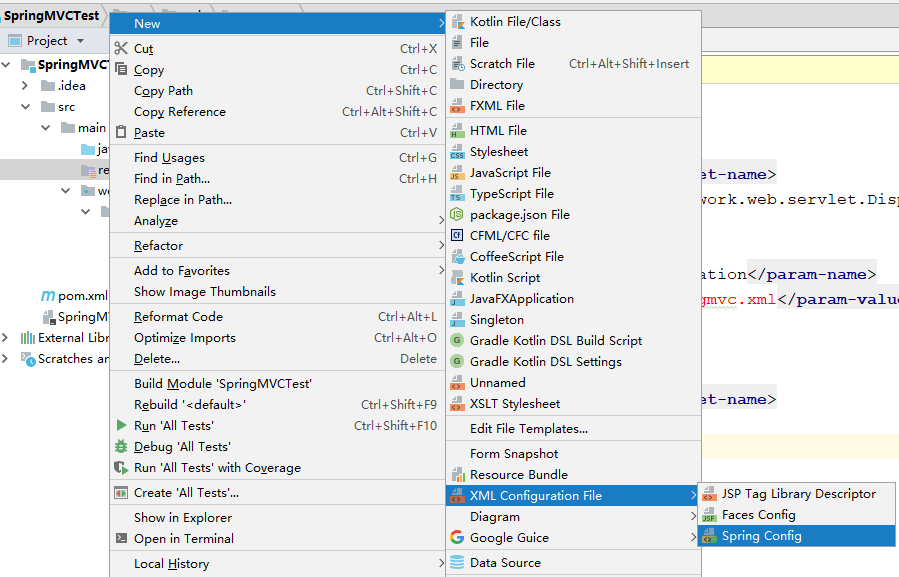 SpringMVCTest
Project
SpringMVC
.idea
src
main
ja
re
we
pom.xml
SpringM
External Libr
Scratches an
New
Cut Ctrl+X
Copy Ctrl+C
Copy Path Ctrl+Shift+C
Copy Reference Ctrl+Alt+Shift+C
Paste Ctrl+V
Find Usages Ctrl+G
Find in Path... Ctrl+H
Replace in Path...
Analyze
Refactor
Add to Favorites
Show Image Thumbnails
Reformat Code Ctrl+Alt+L
Optimize Imports Ctrl+Alt+O
Delete... Delete
Build Module 'SpringMVCTest'
Rebuild '<default>' Ctrl+Shift+F9
Run 'All Tests' Ctrl+Shift+F10
Debug 'All Tests'
Run 'All Tests' with Coverage
Create 'All Tests'...
Show in Explorer
Open in Terminal
Local History
Kotlin File/Class
File
Scratch File Ctrl+Alt+Shift+Insert
Directory
FXML File
HTML File
Stylesheet
JavaScript File
TypeScript File
package.json File
CFML/CFC file
CoffeeScript File
Kotlin Script
JavaFXApplication
Singleton
Gradle Kotlin DSL Build Script
Gradle Kotlin DSL Settings
Unnamed
XSLT Stylesheet
Edit File Templates...
Form Snapshot
Resource Bundle
XML Configuration File
Diagram
Google Guice
Data Source
JSP Tag Library Descriptor
Faces Config
Spring Config
et-name>
work.web.servlet.Disp
ation</param-name>
gmvc.xml</param-value
et-name>